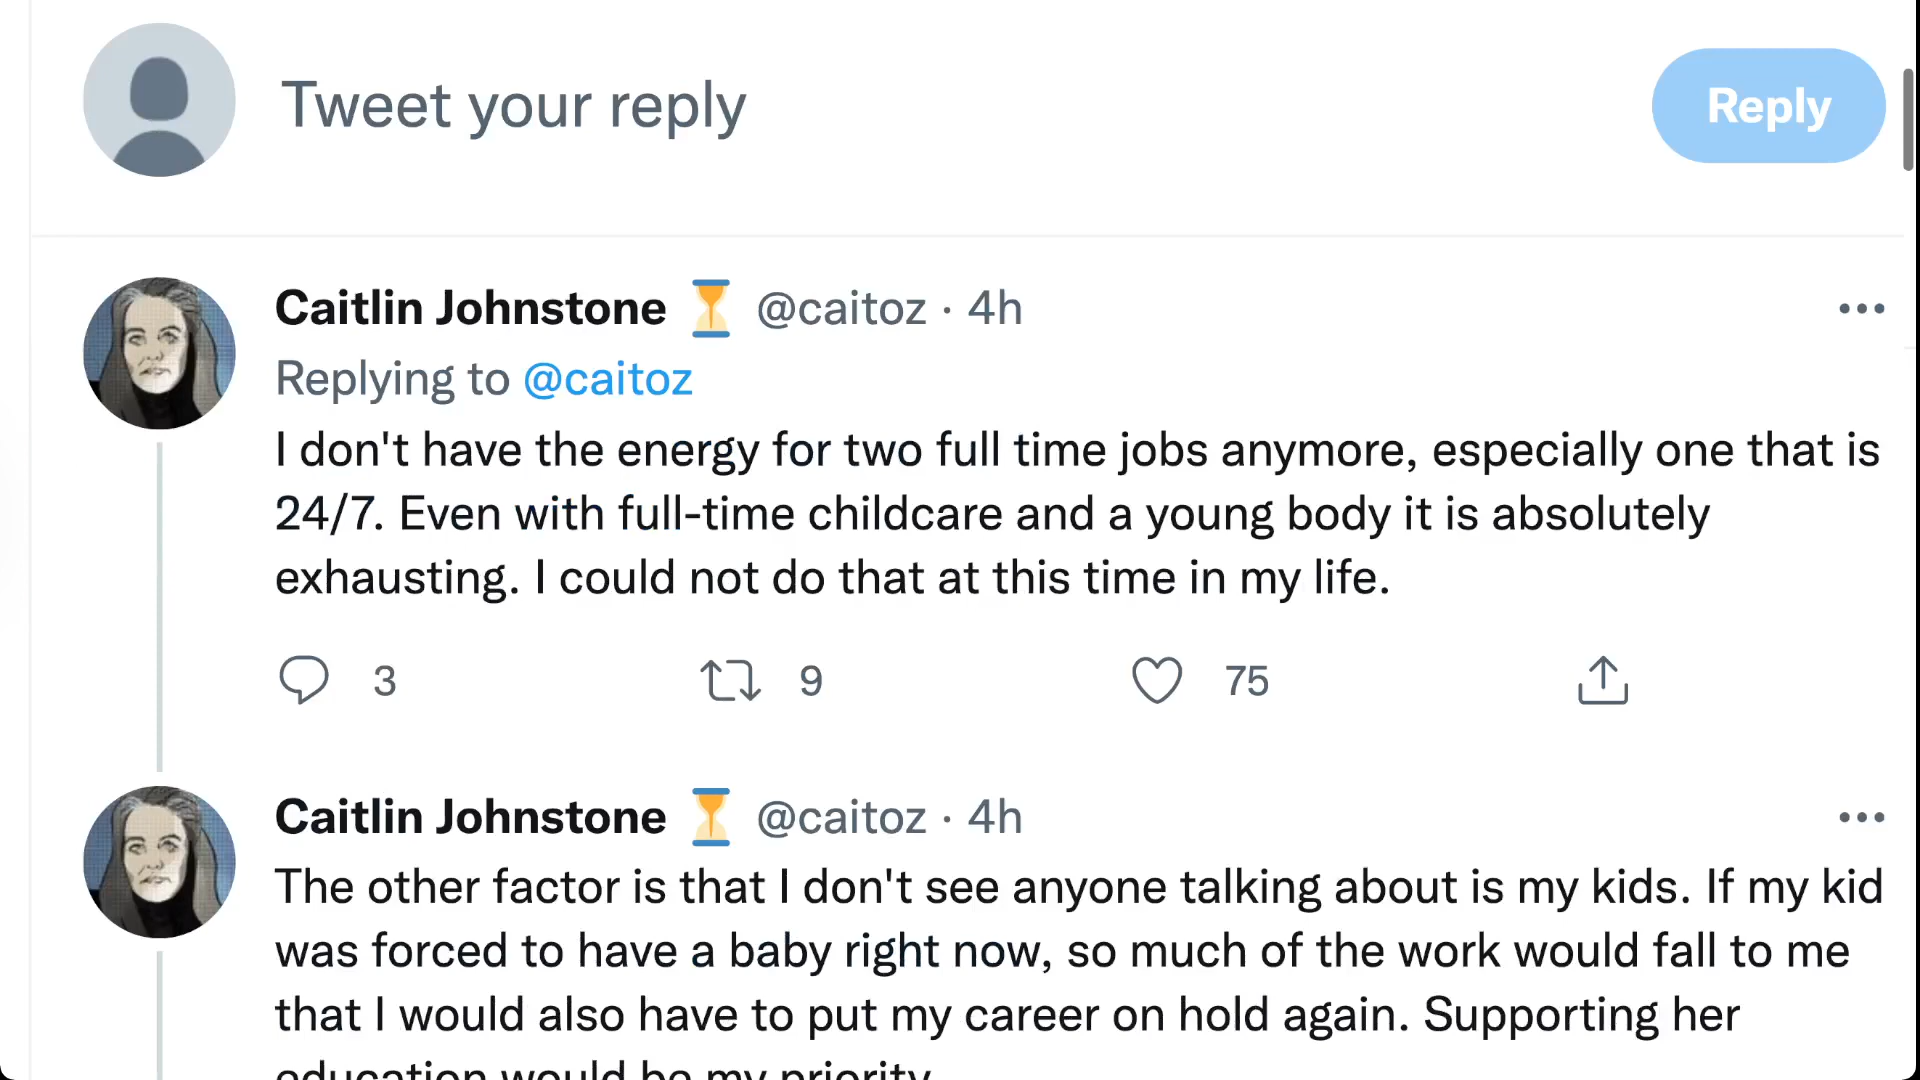 Tweet your reply
Reply
Caitlin Johnstone ⏳ @caitoz · 4h
Replying to @caitoz
I don't have the energy for two full time jobs anymore, especially one that is
24/7. Even with full-time childcare and a young body it is absolutely
exhausting. I could not do that at this time in my life.
3 9 75
Caitlin Johnstone ⏳ @caitoz · 4h
The other factor is that I don't see anyone talking about is my kids. If my kid
was forced to have a baby right now, so much of the work would fall to me
that I would also have to put my career on hold again. Supporting her
education would be my priority.